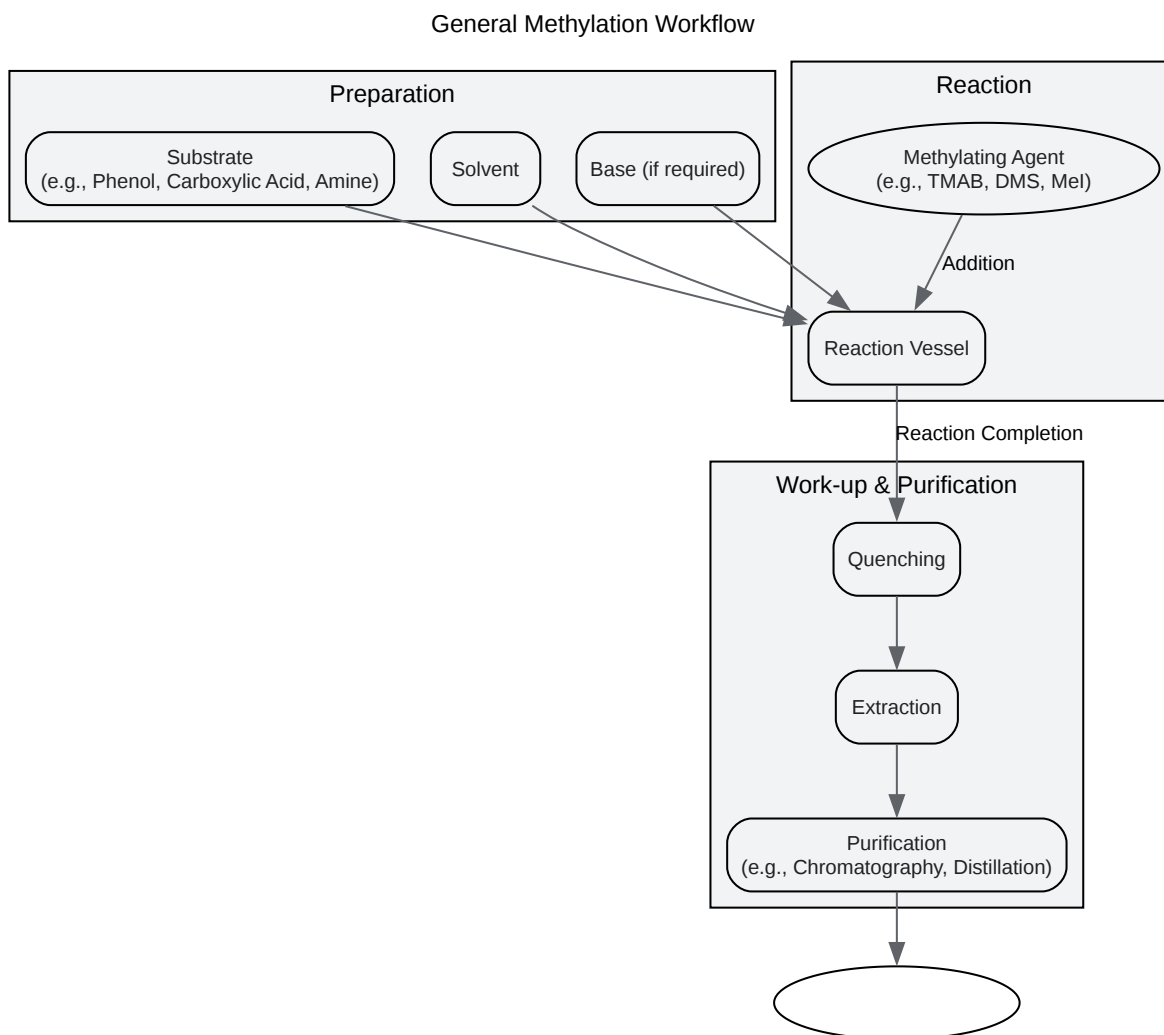 General Methylation Workflow
Preparation
Substrate
(e.g., Phenol, Carboxylic Acid, Amine)
Solvent
Base (if required)
Reaction
Methylating Agent
(e.g., TMAB, DMS, MeI)
Addition
Reaction Vessel
Reaction Completion
Work-up & Purification
Quenching
Extraction
Purification
(e.g., Chromatography, Distillation)